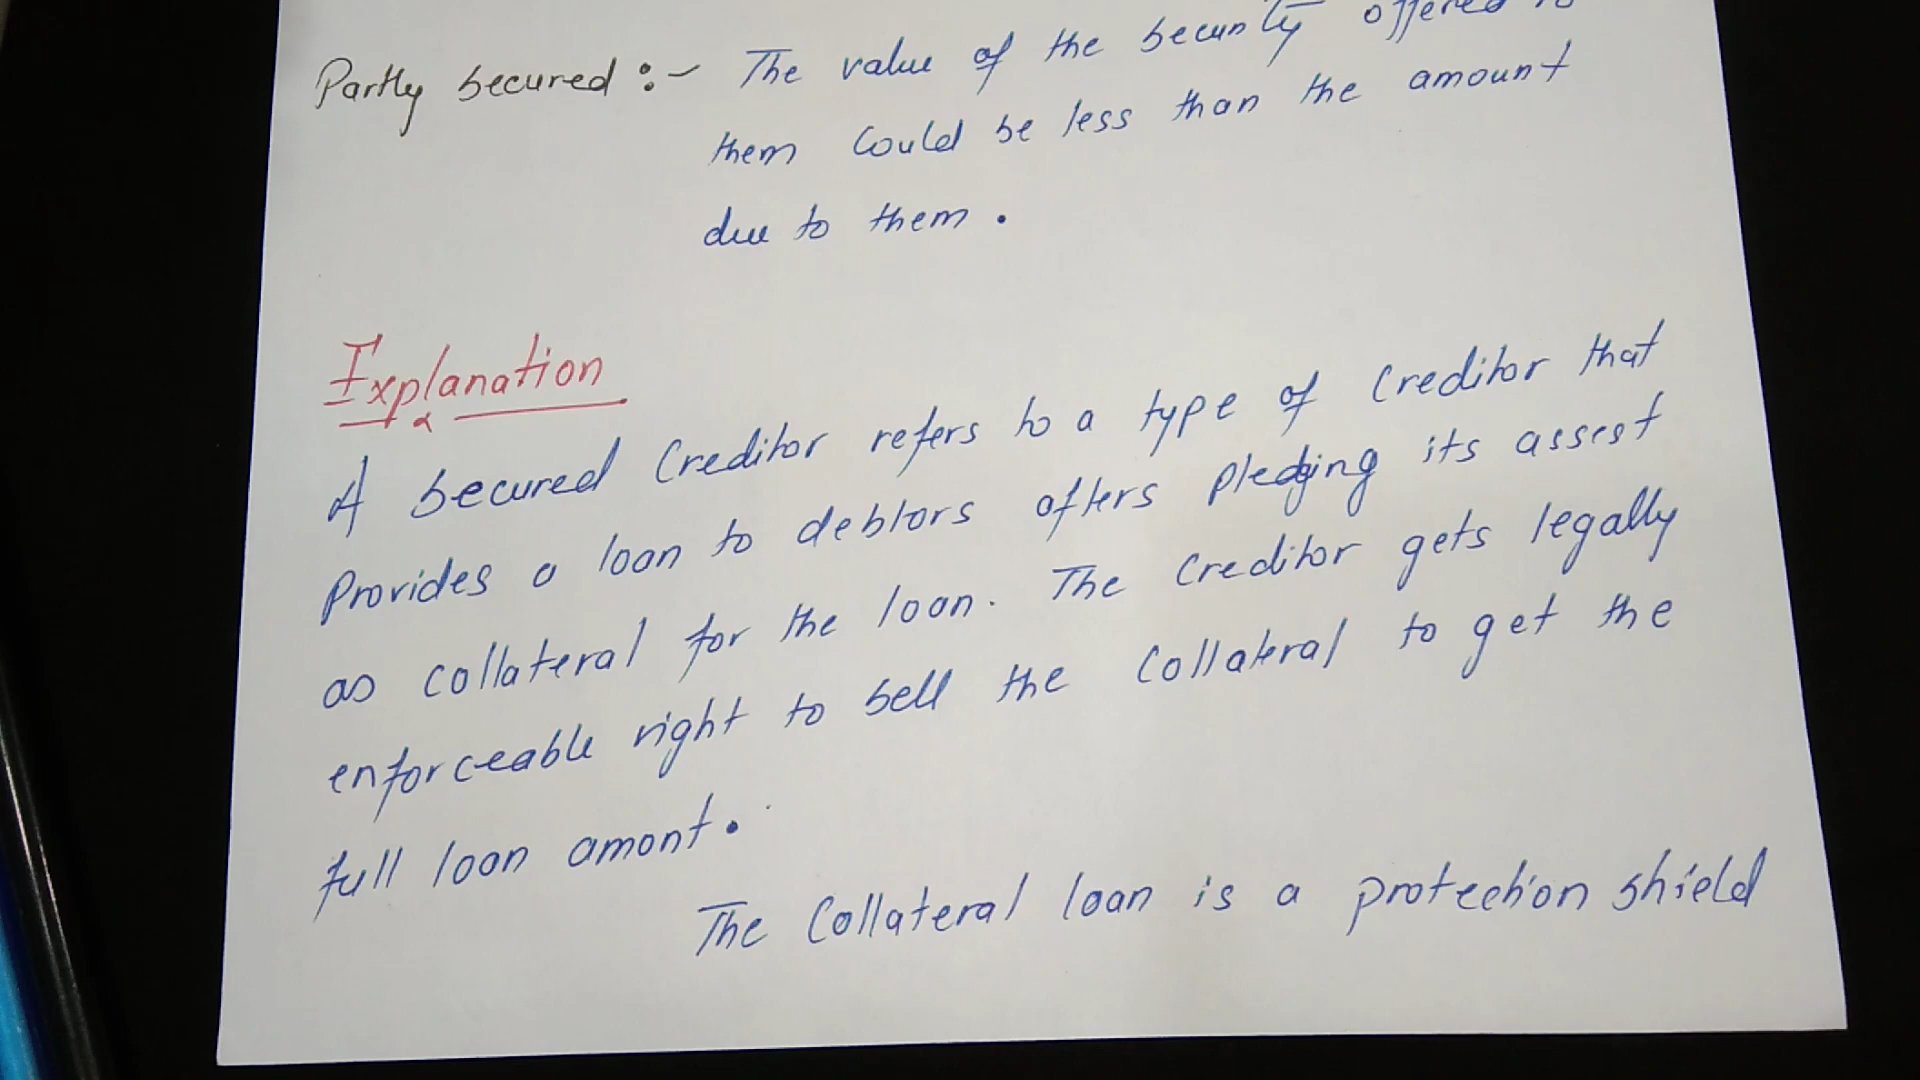 Partly secured :- The value of the security offered to
them could be less than the amount
due to them.
Explanation
A secured Creditor refers to a type of Creditor that
Provides a loan to debtors afters pledging its assest
as collateral for the loan. The Creditor gets legally
enforceable right to sell the Collateral to get the
full loan amont.
The Collateral loan is a protection shield